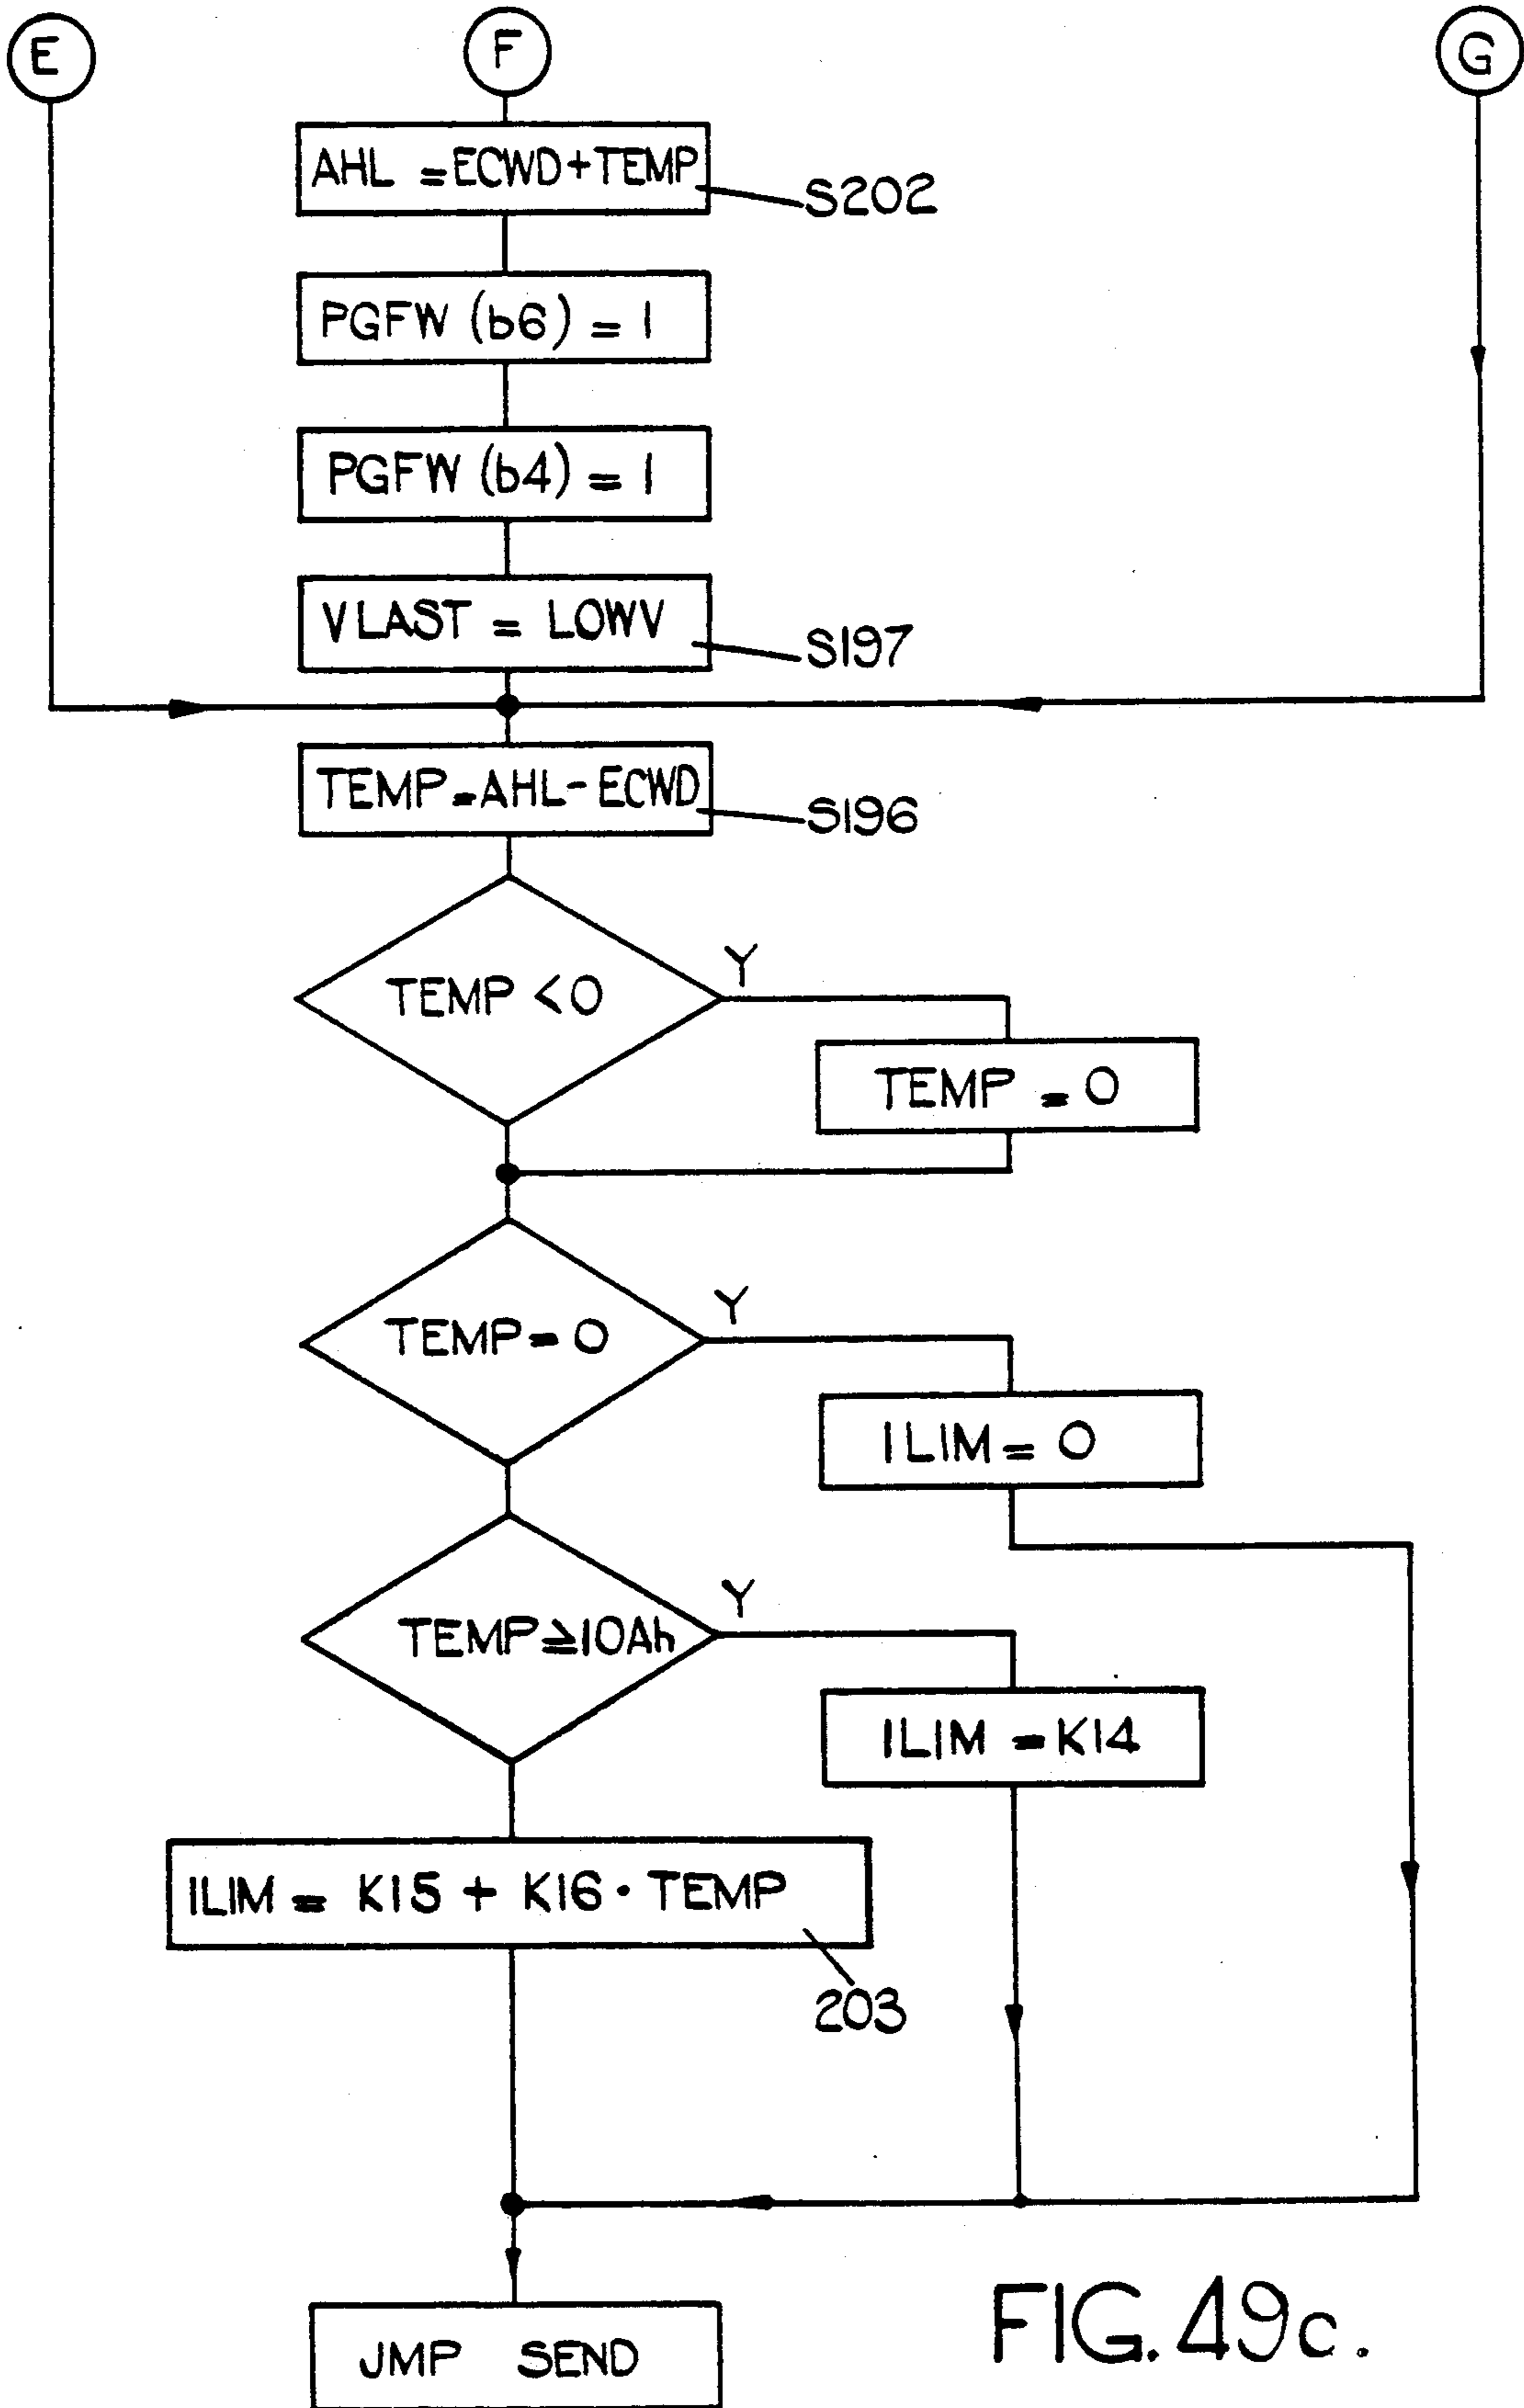 E
F
G
AHL = ECWD + TEMP
S202
PGFW (b6) = 1
PGFW (b4) = 1
VLAST = LOWV
S197
TEMP = AHL - ECWD
S196
TEMP < 0
Y
TEMP = 0
TEMP = 0
Y
ILIM = 0
TEMP ≧ 10Ah
Y
ILIM = K14
ILIM = K15 + K16 · TEMP
203
JMP SEND
FIG. 49c.